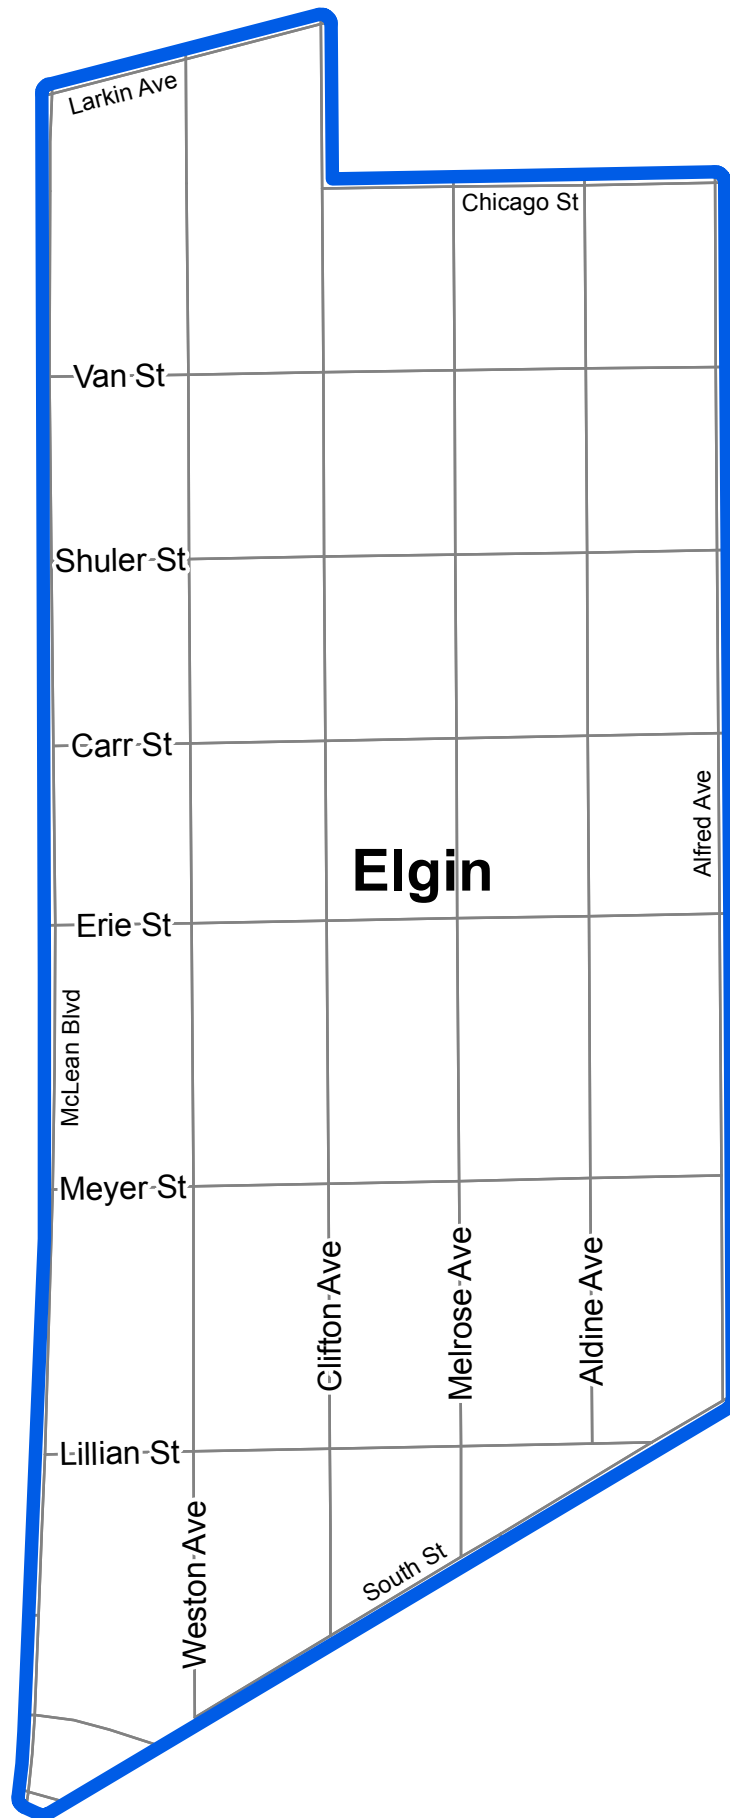 Larkin Ave
Chicago St
Van St
Shuler St
Carr St
Alfred Ave
Elgin
Erie St
McLean Blvd
Meyer St
Clifton Ave
Melrose Ave
Aldine Ave
Lillian St
Weston Ave
South St